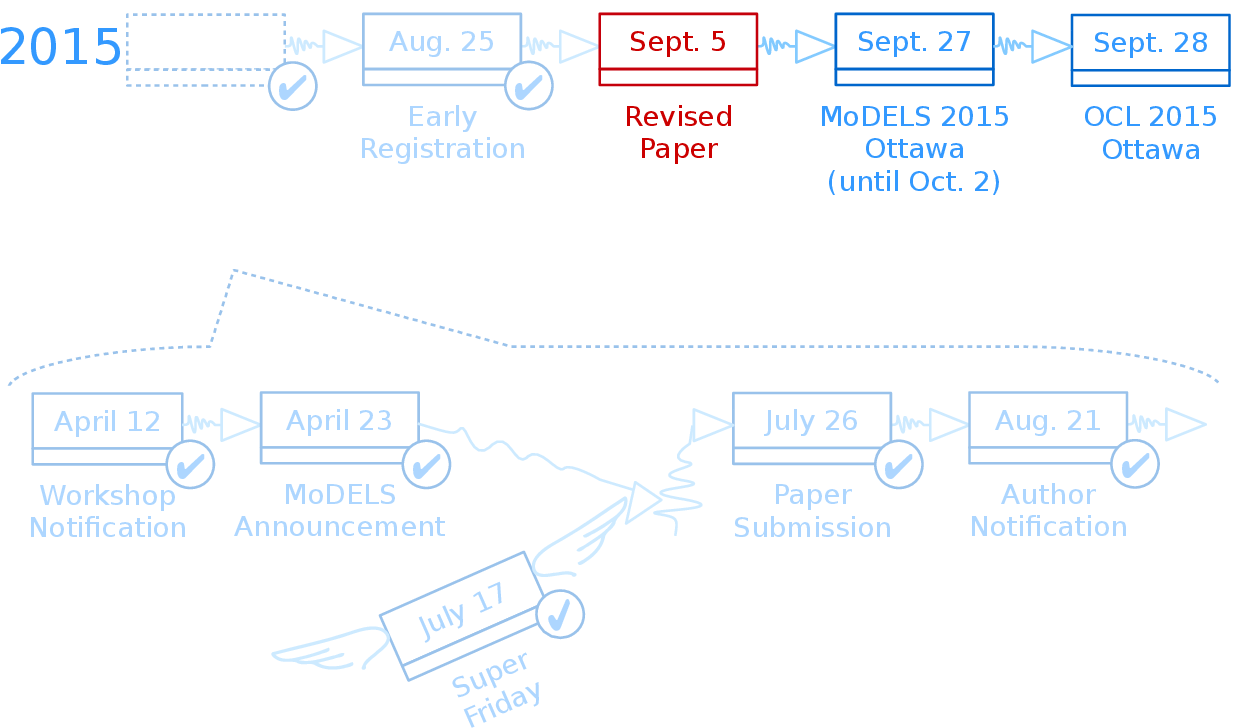 2015
Aug. 25
Sept. 5
Sept. 27
Sept. 28
Early
Registration
Revised
Paper
MoDELS 2015
Ottawa
(until Oct. 2)
OCL 2015
Ottawa
April 12
April 23
July 26
Aug. 21
Workshop
Notification
MoDELS
Announcement
Paper
Submission
Author
Notification
July 17
Super
Friday